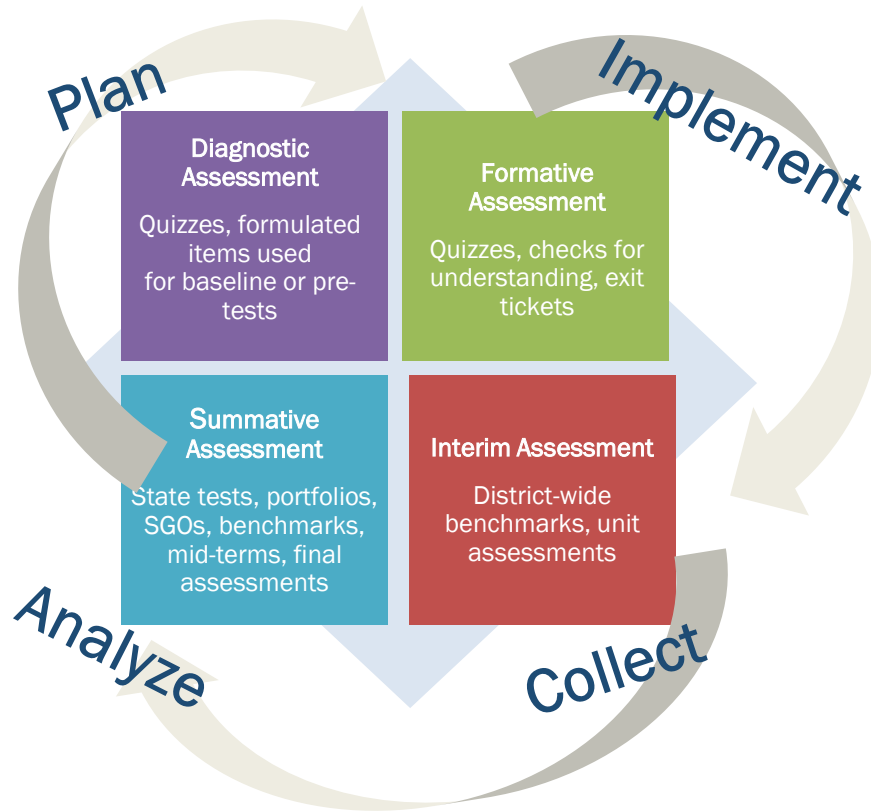 Plan
Implement
Diagnostic
Assessment
Quizzes, formulated
items used
for baseline or pre-
tests
Formative
Assessment
Quizzes, checks for
understanding, exit
tickets
Summative
Assessment
State tests, portfolios,
SGOs, benchmarks,
mid-terms, final
assessments
Interim Assessment
District-wide
benchmarks, unit
assessments
Analyze
Collect